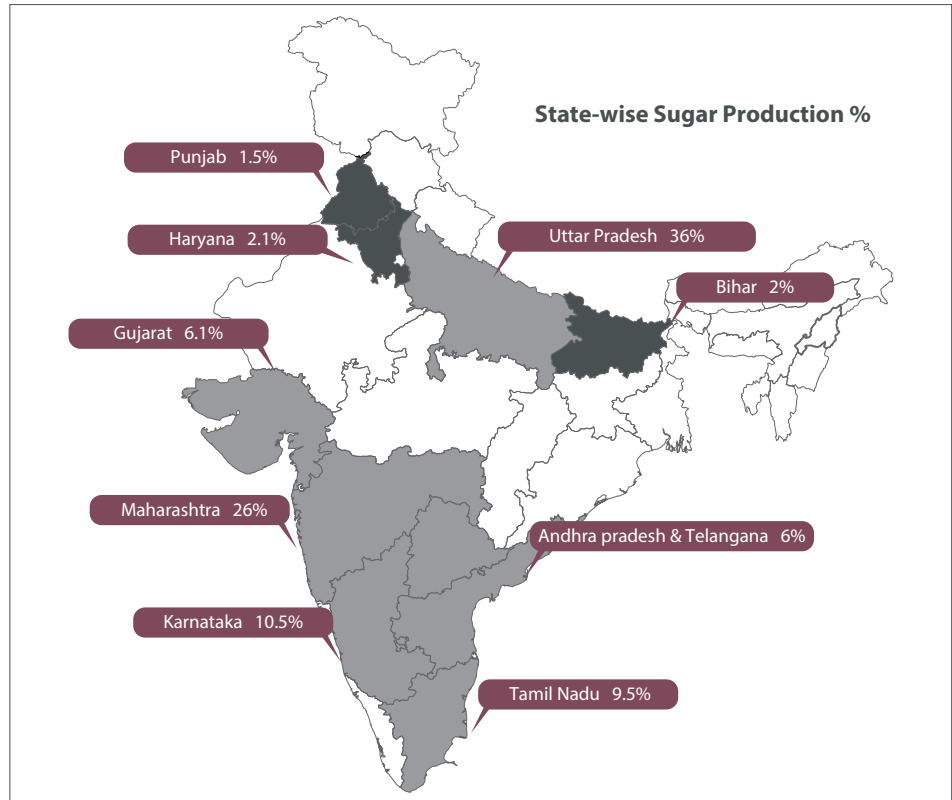 State-wise Sugar Production %
Punjab 1.5%
Haryana 2.1%
Uttar Pradesh 36%
Bihar 2%
Gujarat 6.1%
Maharashtra 26%
Andhra pradesh & Telangana 6%
Karnataka 10.5%
Tamil Nadu 9.5%